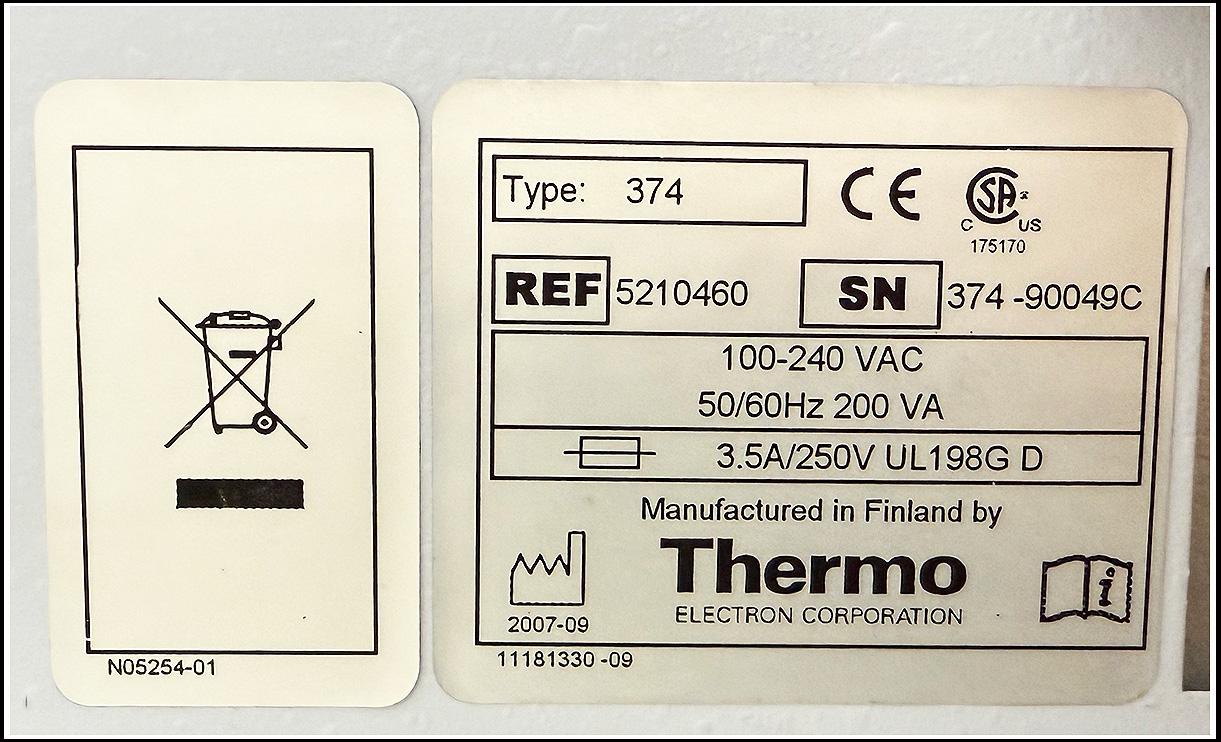 N05254-01
Type: 374
CE
CSA
C US
175170
REF 5210460 SN 374 -90049C
100-240 VAC
50/60Hz 200 VA
3.5A/250V UL198G D
Manufactured in Finland by
Thermo
ELECTRON CORPORATION
2007-09
i
11181330 -09